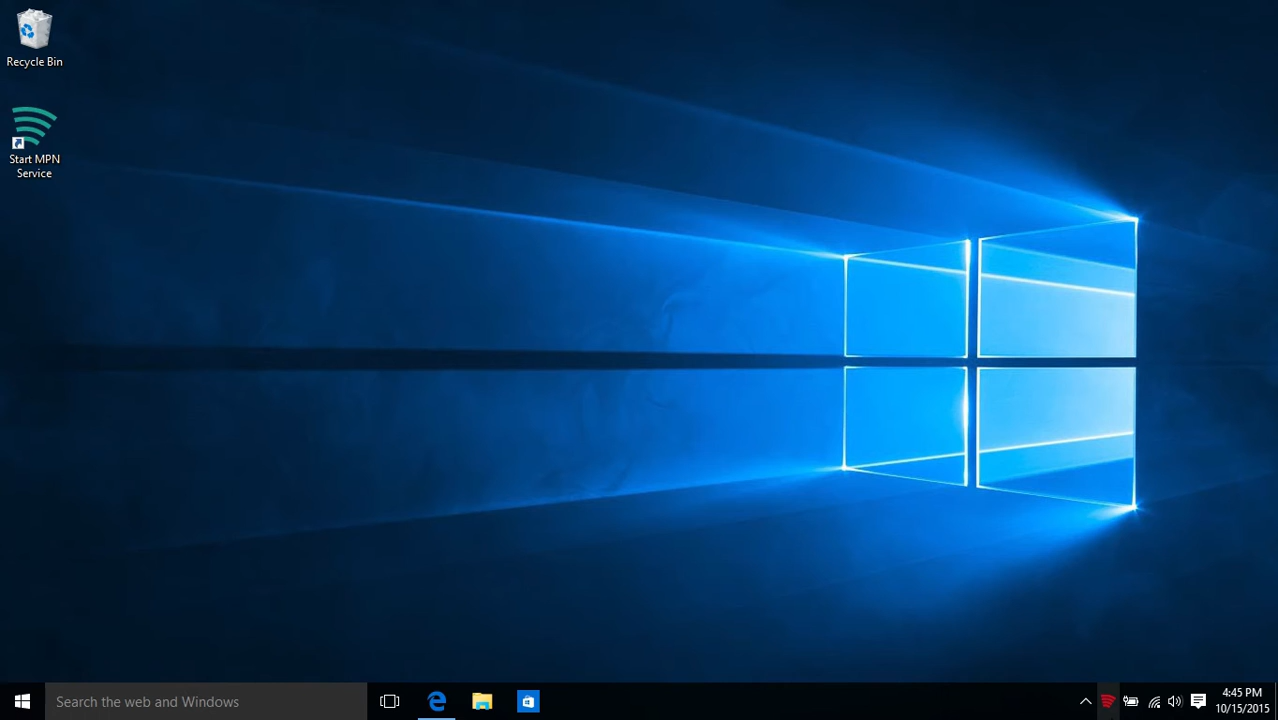 Recycle Bin
Start MPN
Service
Search the web and Windows
4:45 PM
10/15/2015